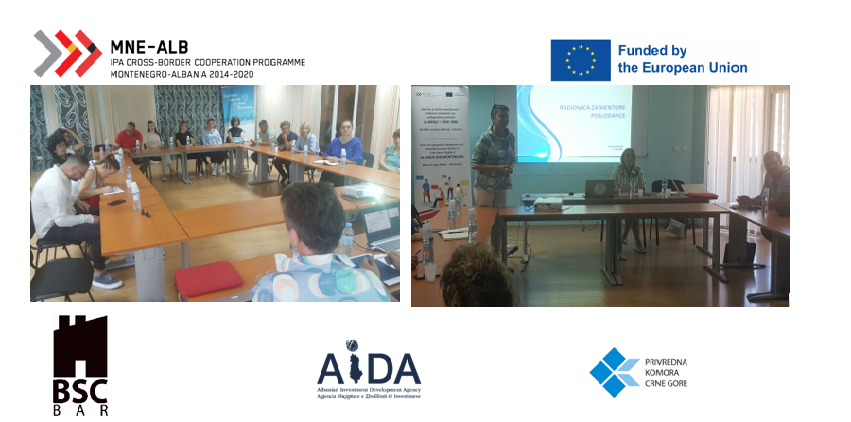 MNE-ALB
IPA CROSS-BORDER COOPERATION PROGRAMME
MONTENEGRO-ALBANIA 2014-2020
Funded by
the European Union
RADIONICA ZA MENTORE
POSLODAVCE
BSC
BAR
AIDA
Albanian Investment Development Agency
Agjencia Shqiptare e Zhvillimit të Investimeve
PRIVREDNA
KOMORA
CRNE GORE